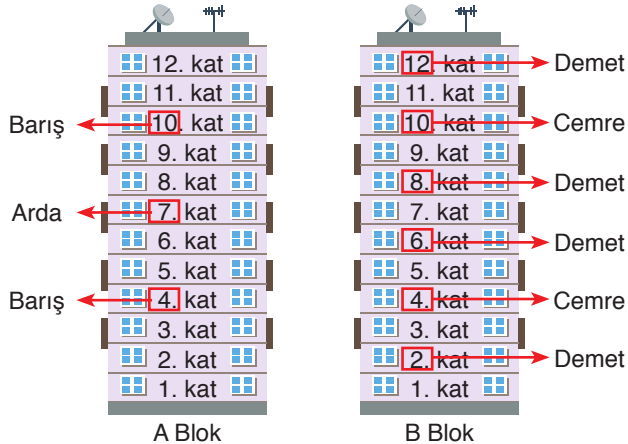 12. kat
11. kat
Barış 10. kat
9. kat
8. kat
Arda 7. kat
6. kat
5. kat
Barış 4. kat
3. kat
2. kat
1. kat
A Blok
12. kat Demet
11. kat
10. kat Cemre
9. kat
8. kat Demet
7. kat
6. kat Demet
5. kat
4. kat Cemre
3. kat
2. kat Demet
1. kat
B Blok